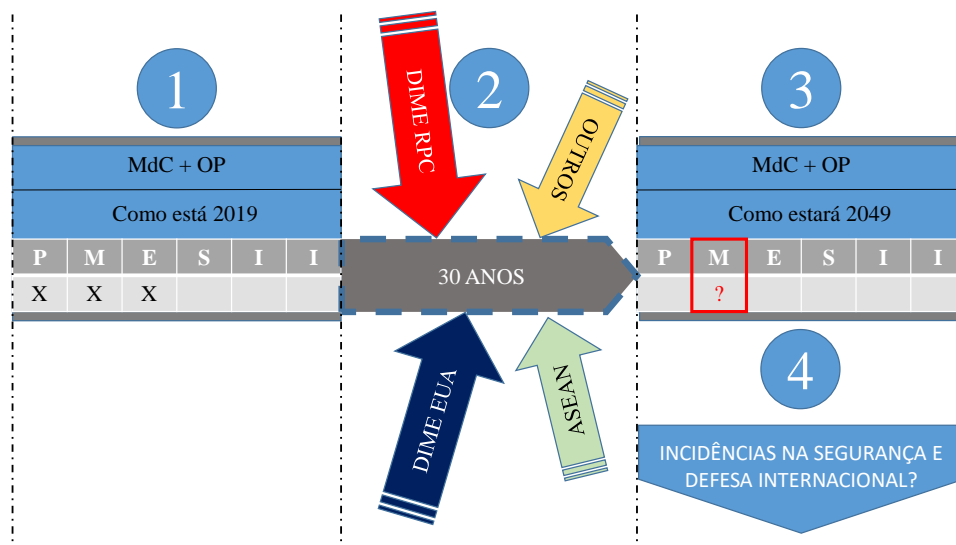 1
MdC + OP
Como está 2019
P M E S I I
X X X
2
DIME RPC
OUTROS
30 ANOS
DIME EUA
ASEAN
3
MdC + OP
Como estará 2049
P M E S I I
?
4
INCIDÊNCIAS NA SEGURANÇA E
DEFESA INTERNACIONAL?